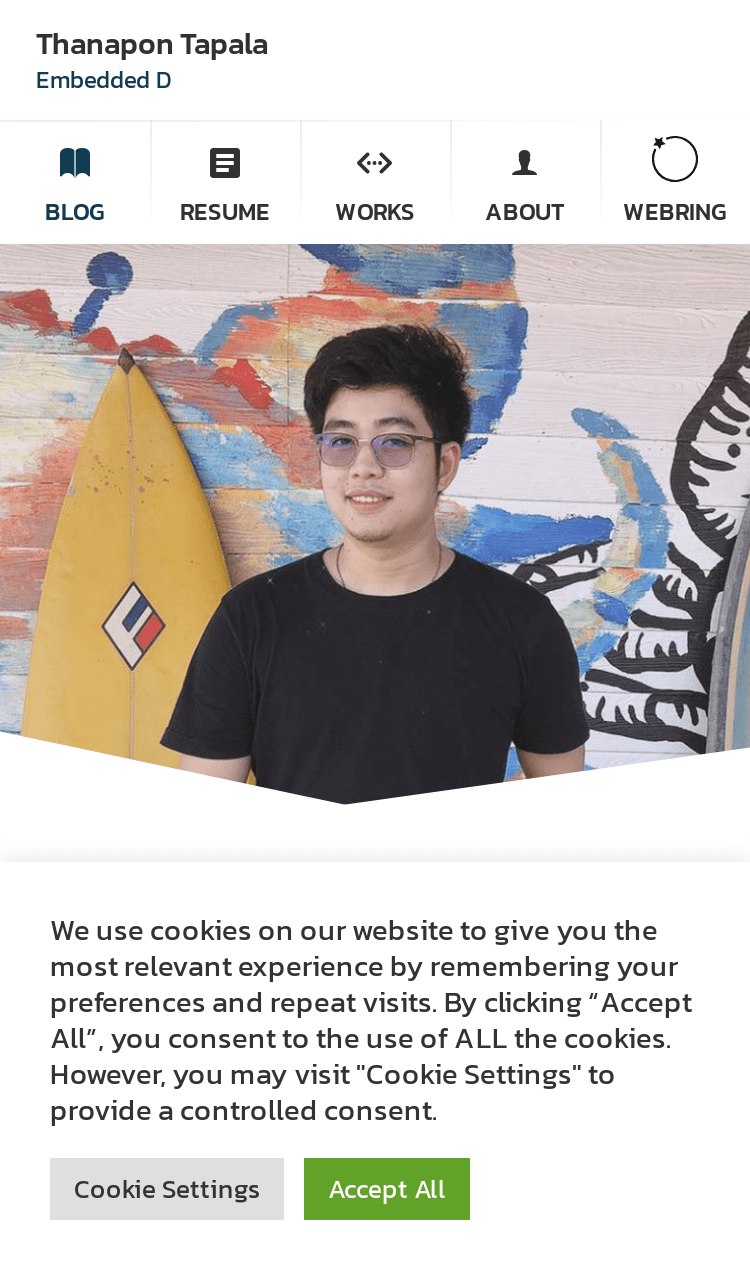 Thanapon Tapala
Embedded D
BLOG
RESUME
WORKS
ABOUT
WEBRING
We use cookies on our website to give you the
most relevant experience by remembering your
preferences and repeat visits. By clicking “Accept
All”, you consent to the use of ALL the cookies.
However, you may visit "Cookie Settings" to
provide a controlled consent.
Cookie Settings
Accept All